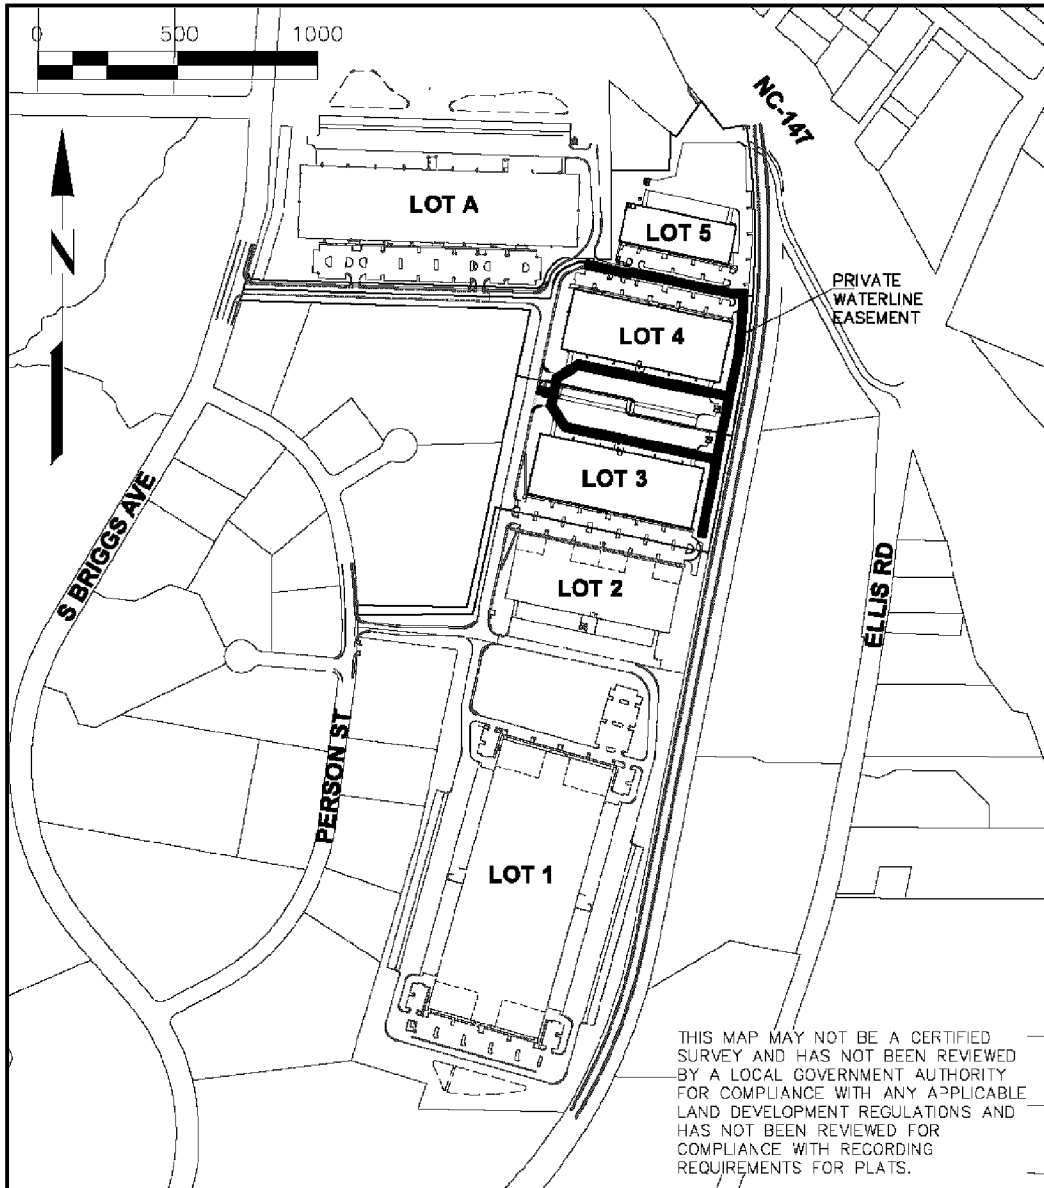 0 500 1000
NC-147
LOT A
LOT 5
PRIVATE
WATERLINE
EASEMENT
N
LOT 4
LOT 3
S BRIGGS AVE
LOT 2
ELLIS RD
PERSON ST
LOT 1
THIS MAP MAY NOT BE A CERTIFIED
SURVEY AND HAS NOT BEEN REVIEWED
BY A LOCAL GOVERNMENT AUTHORITY
FOR COMPLIANCE WITH ANY APPLICABLE
LAND DEVELOPMENT REGULATIONS AND
HAS NOT BEEN REVIEWED FOR
COMPLIANCE WITH RECORDING
REQUIREMENTS FOR PLATS.